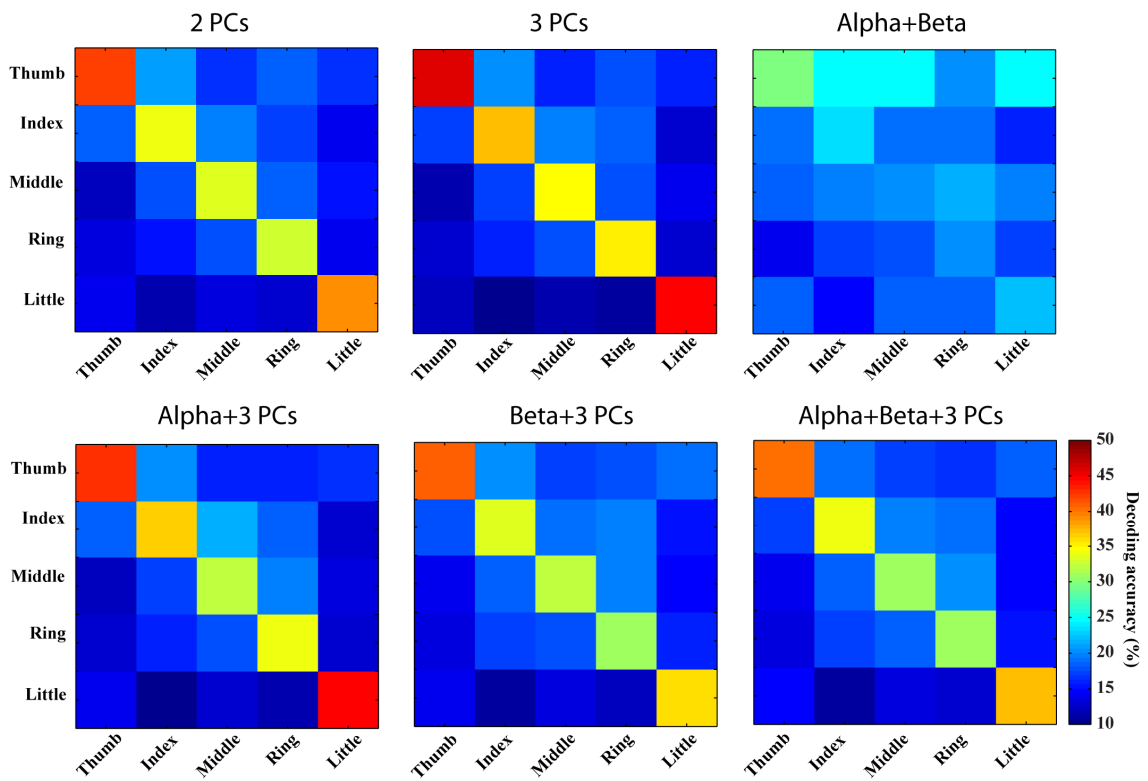 2 PCs
3 PCs
Alpha+Beta
Thumb
Index
Middle
Ring
Little
Thumb
Index
Middle
Ring
Little
Thumb
Index
Middle
Ring
Little
Thumb
Index
Middle
Ring
Little
Alpha+3 PCs
Beta+3 PCs
Alpha+Beta+3 PCs
Thumb
Index
Middle
Ring
Little
Thumb
Index
Middle
Ring
Little
Thumb
Index
Middle
Ring
Little
Thumb
Index
Middle
Ring
Little
50
45
40
35
30
25
20
15
10
Decoding accuracy (%)